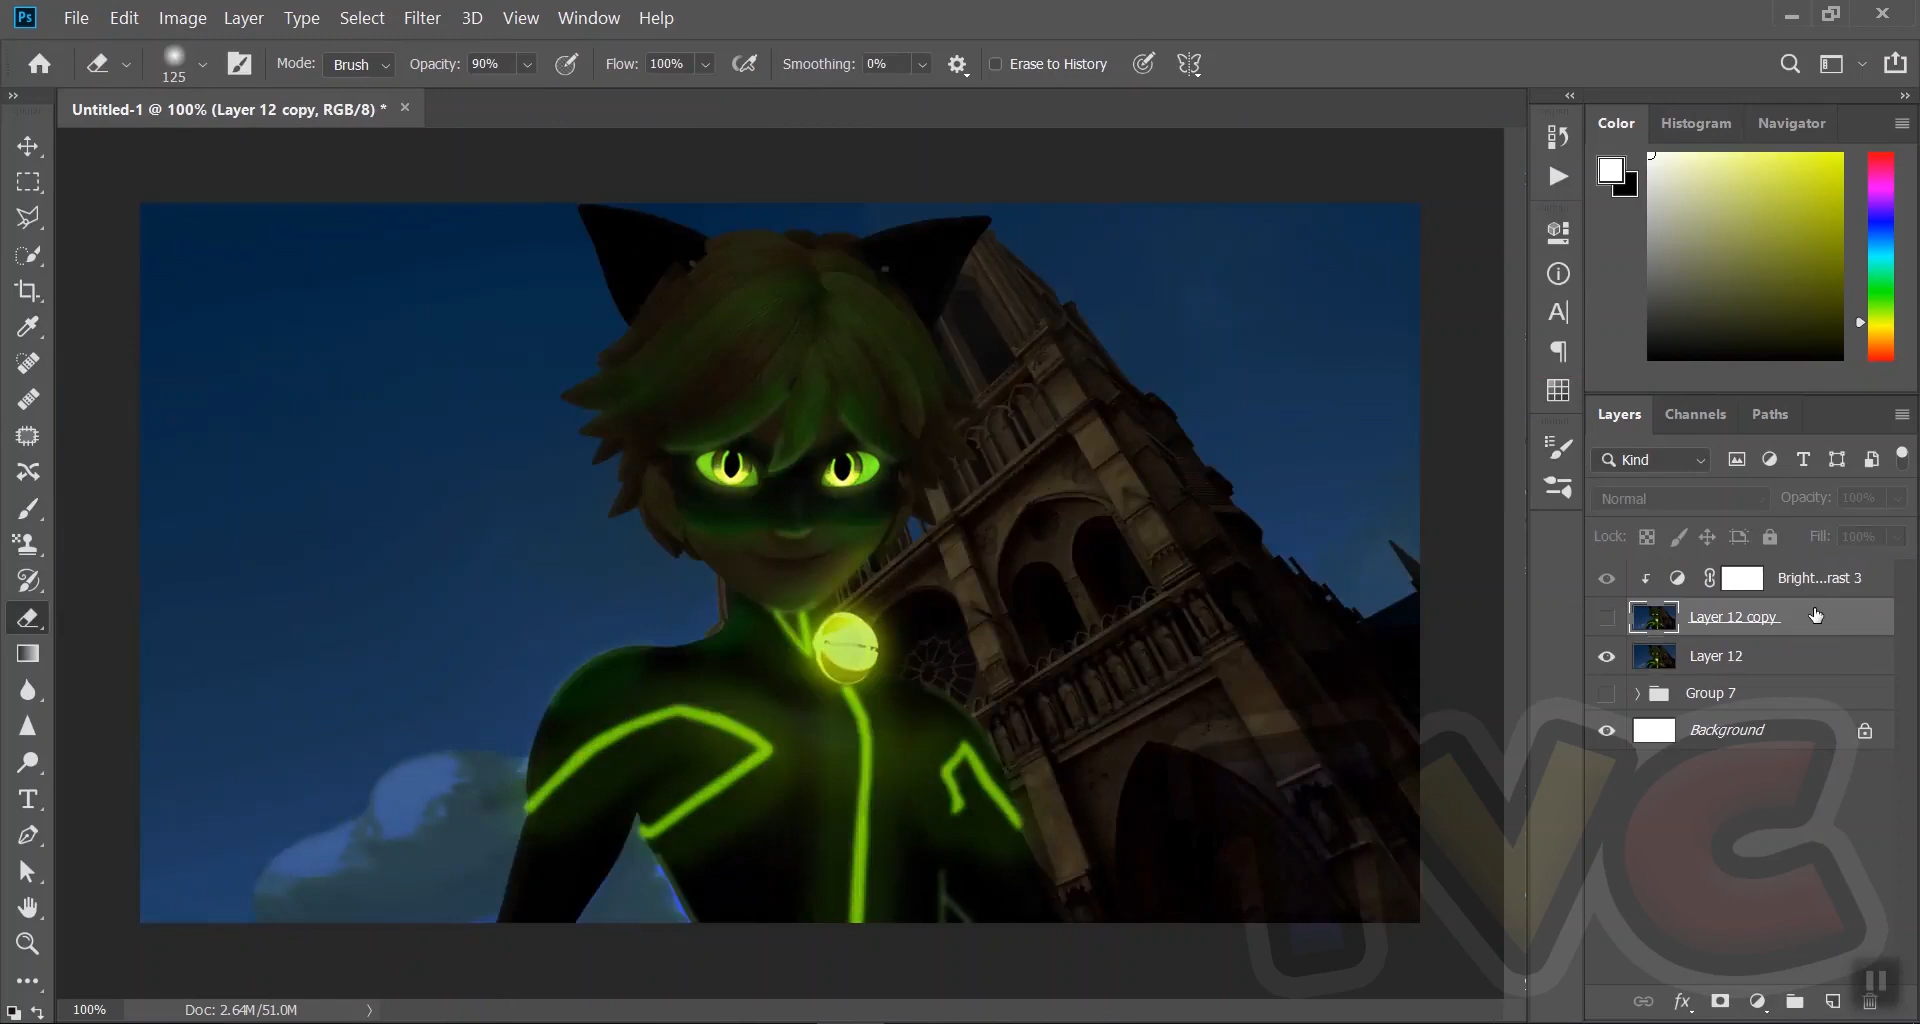 Ps File Edit Image Layer Type Select Filter 3D View Window Help
125 Mode: Brush Opacity: 90% Flow: 100% Smoothing: 0% Erase to History
Untitled-1 @ 100% (Layer 12 copy, RGB/8) *
Color Histogram Navigator
Layers Channels Paths
Kind
Normal Opacity: 100%
Lock: Fill: 100%
Bright...rast 3
Layer 12 copy
Layer 12
Group 7
Background
VC
fx
100% Doc: 2.64M/51.0M